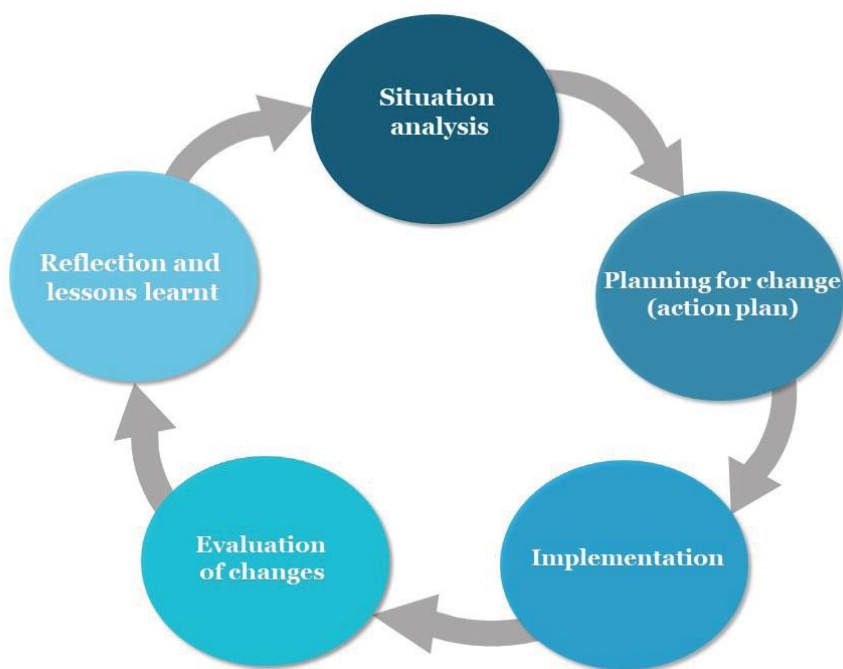 Situation
analysis
Planning for change
(action plan)
Implementation
Evaluation
of changes
Reflection and
lessons learnt